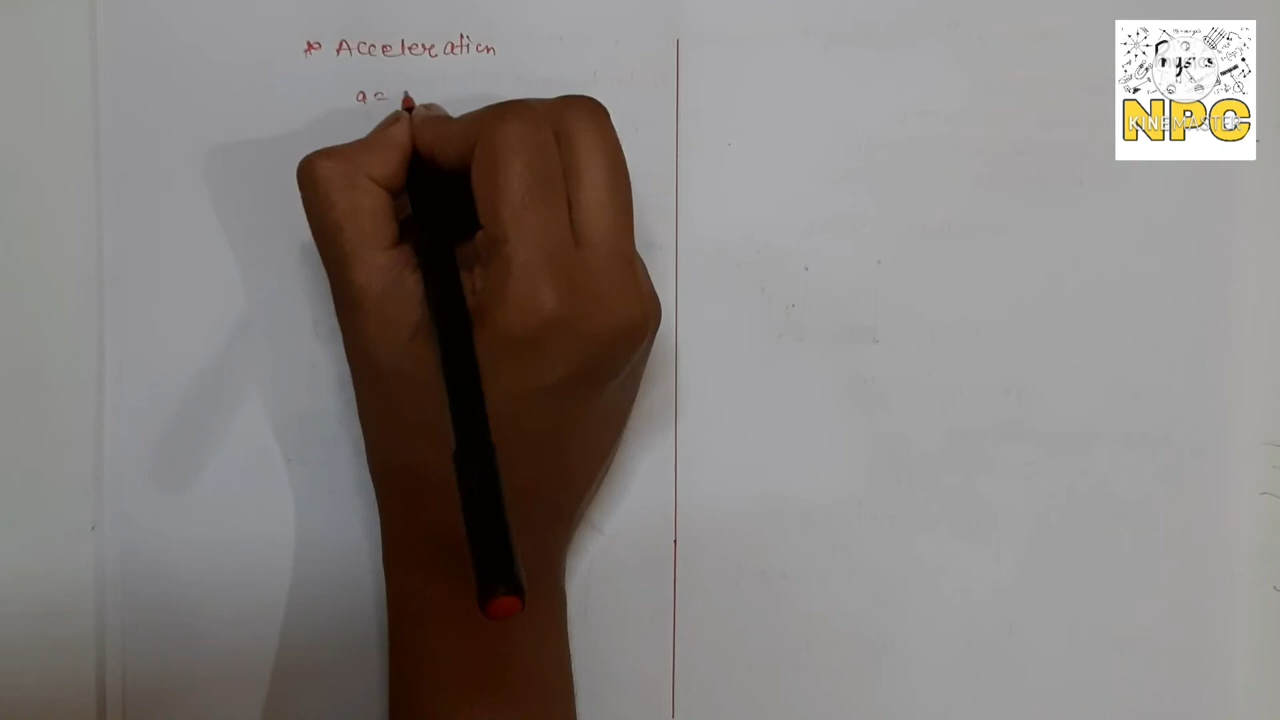 * Acceleration
a =
Physics
NPC
KINEMASTER